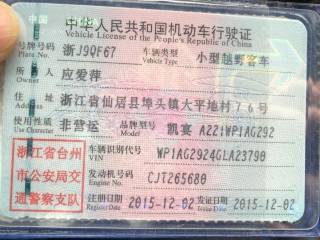 中华人民共和国机动车行驶证
Vehicle License of the People's Republic of China
号牌号码 浙J9QF67 车辆类型 小型越野客车
Plate No. Vehicle Type
所有人 应爱萍
Owner
住址 浙江省仙居县埠头镇大平地村76号
Address
使用性质 非营运 品牌型号 凯宴 A221WP1AG292
Use Character Model
浙江省台州
市公安局交
通警察支队
车辆识别代号 WP1AG2924GLA23790
VIN
发动机号码 CJT265680
Engine No.
注册日期 2015-12-02 发证日期 2015-12-02
Register Date Issue Date